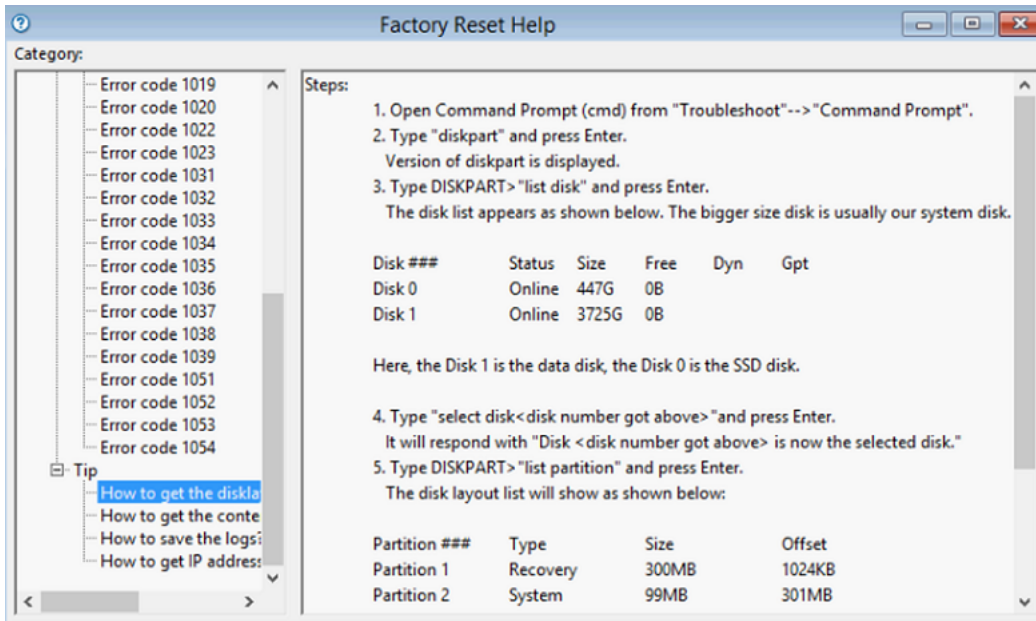 Factory Reset Help
Category:
Error code 1019
Error code 1020
Error code 1022
Error code 1023
Error code 1031
Error code 1032
Error code 1033
Error code 1034
Error code 1035
Error code 1036
Error code 1037
Error code 1038
Error code 1039
Error code 1051
Error code 1052
Error code 1053
Error code 1054
Tip
How to get the diskla
How to get the conte
How to save the logs?
How to get IP address
Steps:
1. Open Command Prompt (cmd) from "Troubleshoot"-->"Command Prompt".
2. Type "diskpart" and press Enter.
Version of diskpart is displayed.
3. Type DISKPART>"list disk" and press Enter.
The disk list appears as shown below. The bigger size disk is usually our system disk.
Disk ### Status Size Free Dyn Gpt
Disk 0 Online 447G 0B
Disk 1 Online 3725G 0B
Here, the Disk 1 is the data disk, the Disk 0 is the SSD disk.
4. Type "select disk<disk number got above>"and press Enter.
It will respond with "Disk <disk number got above> is now the selected disk."
5. Type DISKPART>"list partition" and press Enter.
The disk layout list will show as shown below:
Partition ### Type Size Offset
Partition 1 Recovery 300MB 1024KB
Partition 2 System 99MB 301MB